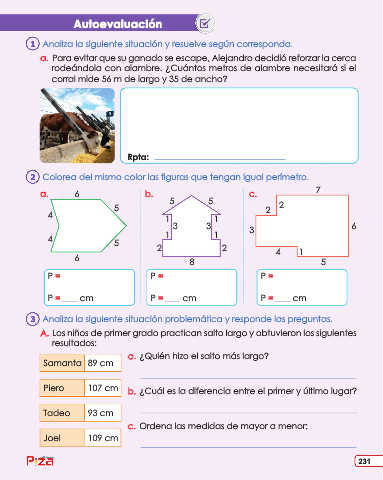 Autoevaluación
1 Analiza la siguiente situación y resuelve según corresponda.
a. Para evitar que su ganado se escape, Alejandro decidió reforzar la cerca
rodeándola con alambre. ¿Cuántos metros de alambre necesitará si el
corral mide 56 m de largo y 35 de ancho?
Rpta:
2 Colorea del mismo color las figuras que tengan igual perímetro.
a. b. c.
6 5 4 4 5 6
5 5 1 1 3 3 1 1 2 2 8
7 2 2 3 6 4 1 5
P = P = P =
P = ____ cm P = ____ cm P = ____ cm
3 Analiza la siguiente situación problemática y responde las preguntas.
A. Los niños de primer grado practican salto largo y obtuvieron los siguientes
resultados:
Samanta 89 cm
Piero 107 cm
Tadeo 93 cm
Joel 109 cm
c. ¿Quién hizo el salto más largo?
b. ¿Cuál es la diferencia entre el primer y último lugar?
c. Ordena las medidas de mayor a menor:
PIZA
231